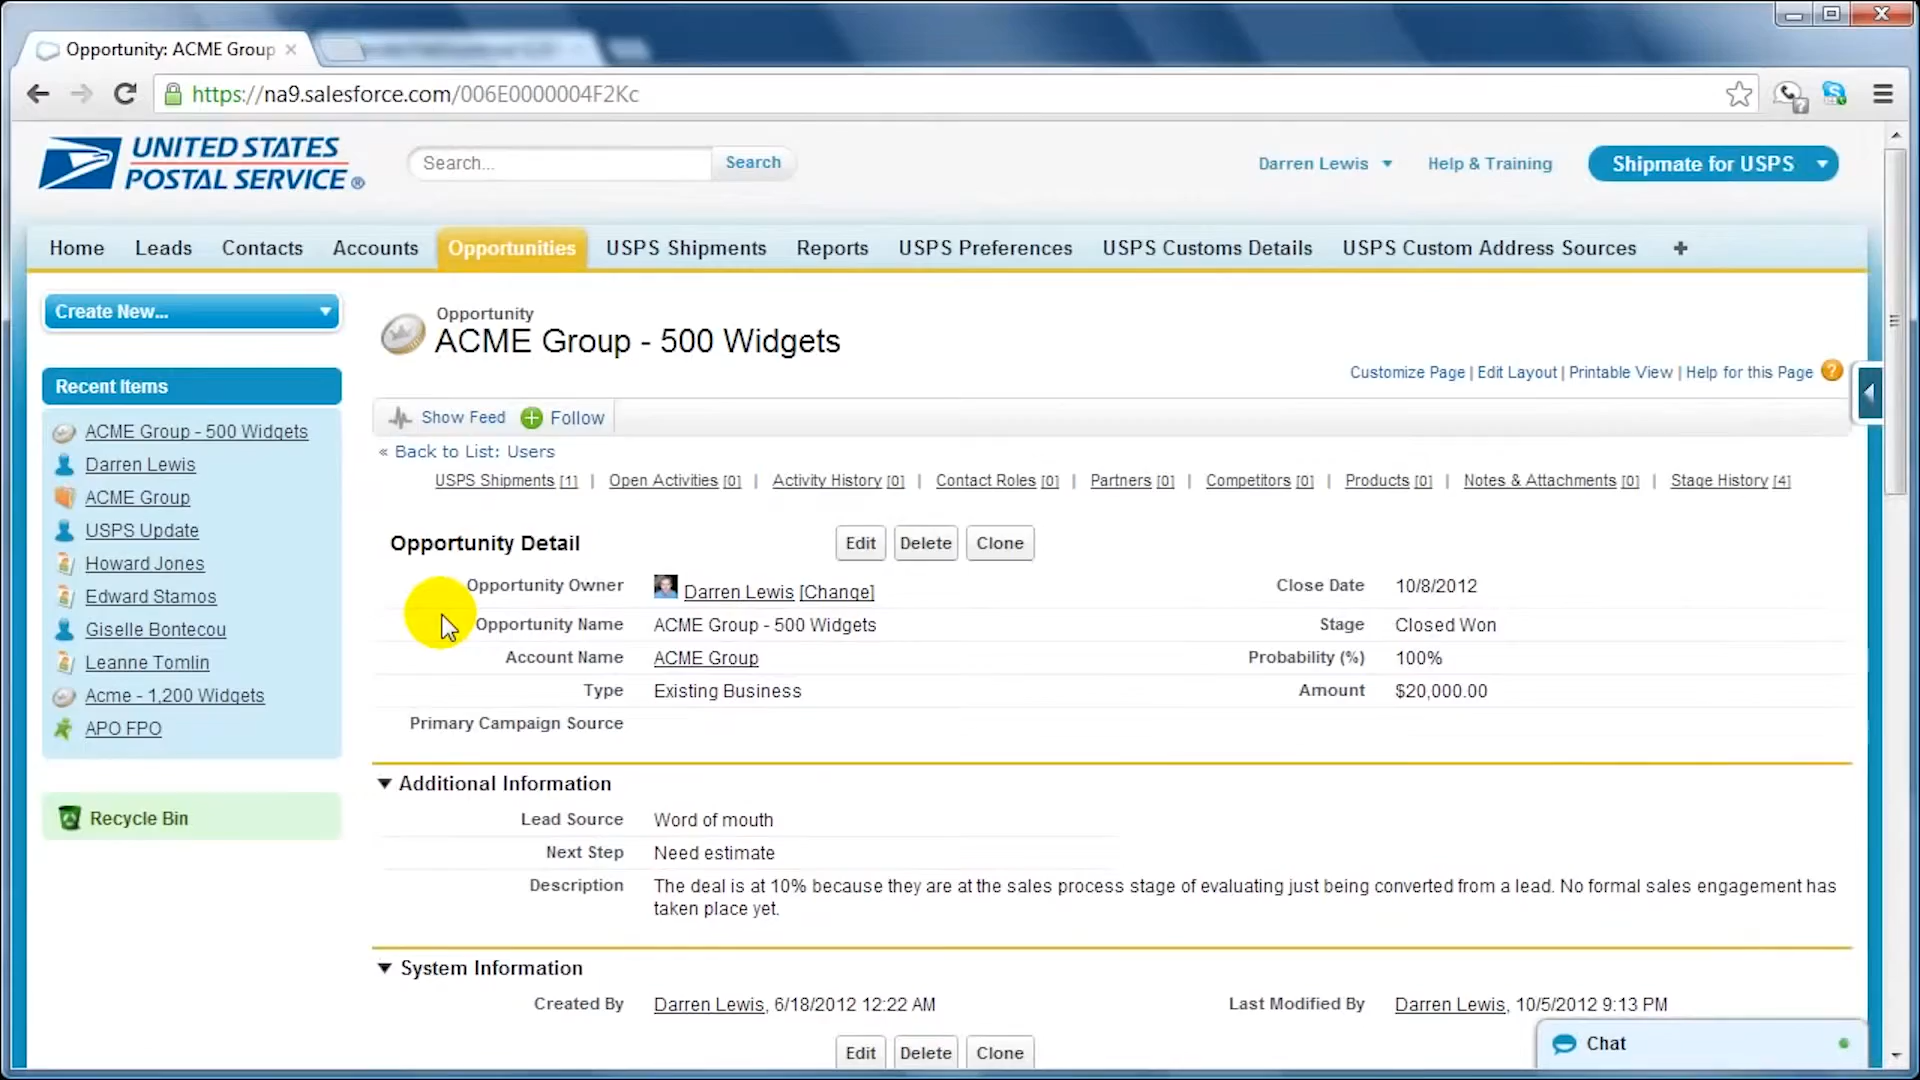 Opportunity: ACME Group
https://na9.salesforce.com/006E0000004F2Kc
UNITED STATES
POSTAL SERVICE®
Search...
Search
Darren Lewis
Help & Training
Shipmate for USPS
Home Leads Contacts Accounts Opportunities USPS Shipments Reports USPS Preferences USPS Customs Details USPS Custom Address Sources +
Create New...
Recent Items
ACME Group - 500 Widgets
Darren Lewis
ACME Group
USPS Update
Howard Jones
Edward Stamos
Giselle Bontecou
Leanne Tomlin
Acme - 1,200 Widgets
APO FPO
Recycle Bin
Opportunity
ACME Group - 500 Widgets
Customize Page | Edit Layout | Printable View | Help for this Page ?
Show Feed Follow
« Back to List: Users
USPS Shipments [1] | Open Activities [0] | Activity History [0] | Contact Roles [0] | Partners [0] | Competitors [0] | Products [0] | Notes & Attachments [0] | Stage History [4]
Opportunity Detail
Edit Delete Clone
Opportunity Owner Darren Lewis [Change] Close Date 10/8/2012
Opportunity Name ACME Group - 500 Widgets Stage Closed Won
Account Name ACME Group Probability (%) 100%
Type Existing Business Amount $20,000.00
Primary Campaign Source
Additional Information
Lead Source Word of mouth
Next Step Need estimate
Description The deal is at 10% because they are at the sales process stage of evaluating just being converted from a lead. No formal sales engagement has
taken place yet.
System Information
Created By Darren Lewis, 6/18/2012 12:22 AM Last Modified By Darren Lewis, 10/5/2012 9:13 PM
Edit Delete Clone
Chat